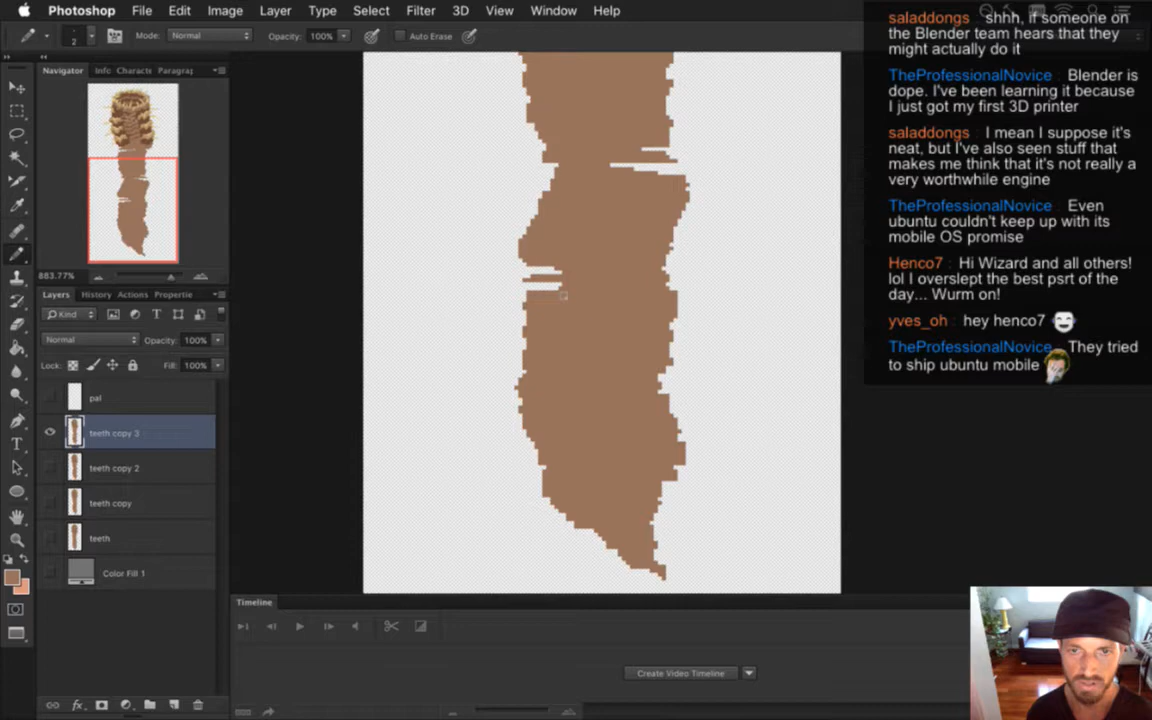 Photoshop File Edit Image Layer Type Select Filter 3D View Window Help
2 Mode: Normal Opacity: 100% Auto Erase
Navigator Info Characte Paragraj
883.77%
Layers History Actions Propertie
Kind
Normal Opacity: 100%
Lock: Fill: 100%
pal
teeth copy 3
teeth copy 2
teeth copy
teeth
Color Fill 1
Timeline
Create Video Timeline
saladdongs shhh, if someone on
the Blender team hears that they
might actually do it
TheProfessionalNovice Blender is
dope. I've been learning it because
I just got my first 3D printer
saladdongs I mean I suppose it's
neat, but I've also seen stuff that
makes me think that it's not really a
very worthwhile engine
TheProfessionalNovice Even
ubuntu couldn't keep up with its
mobile OS promise
Henco7 Hi Wizard and all others!
lol I overslept the best psrt of the
day... Wurm on!
yves_oh hey henco7
TheProfessionalNovice They tried
to ship ubuntu mobile